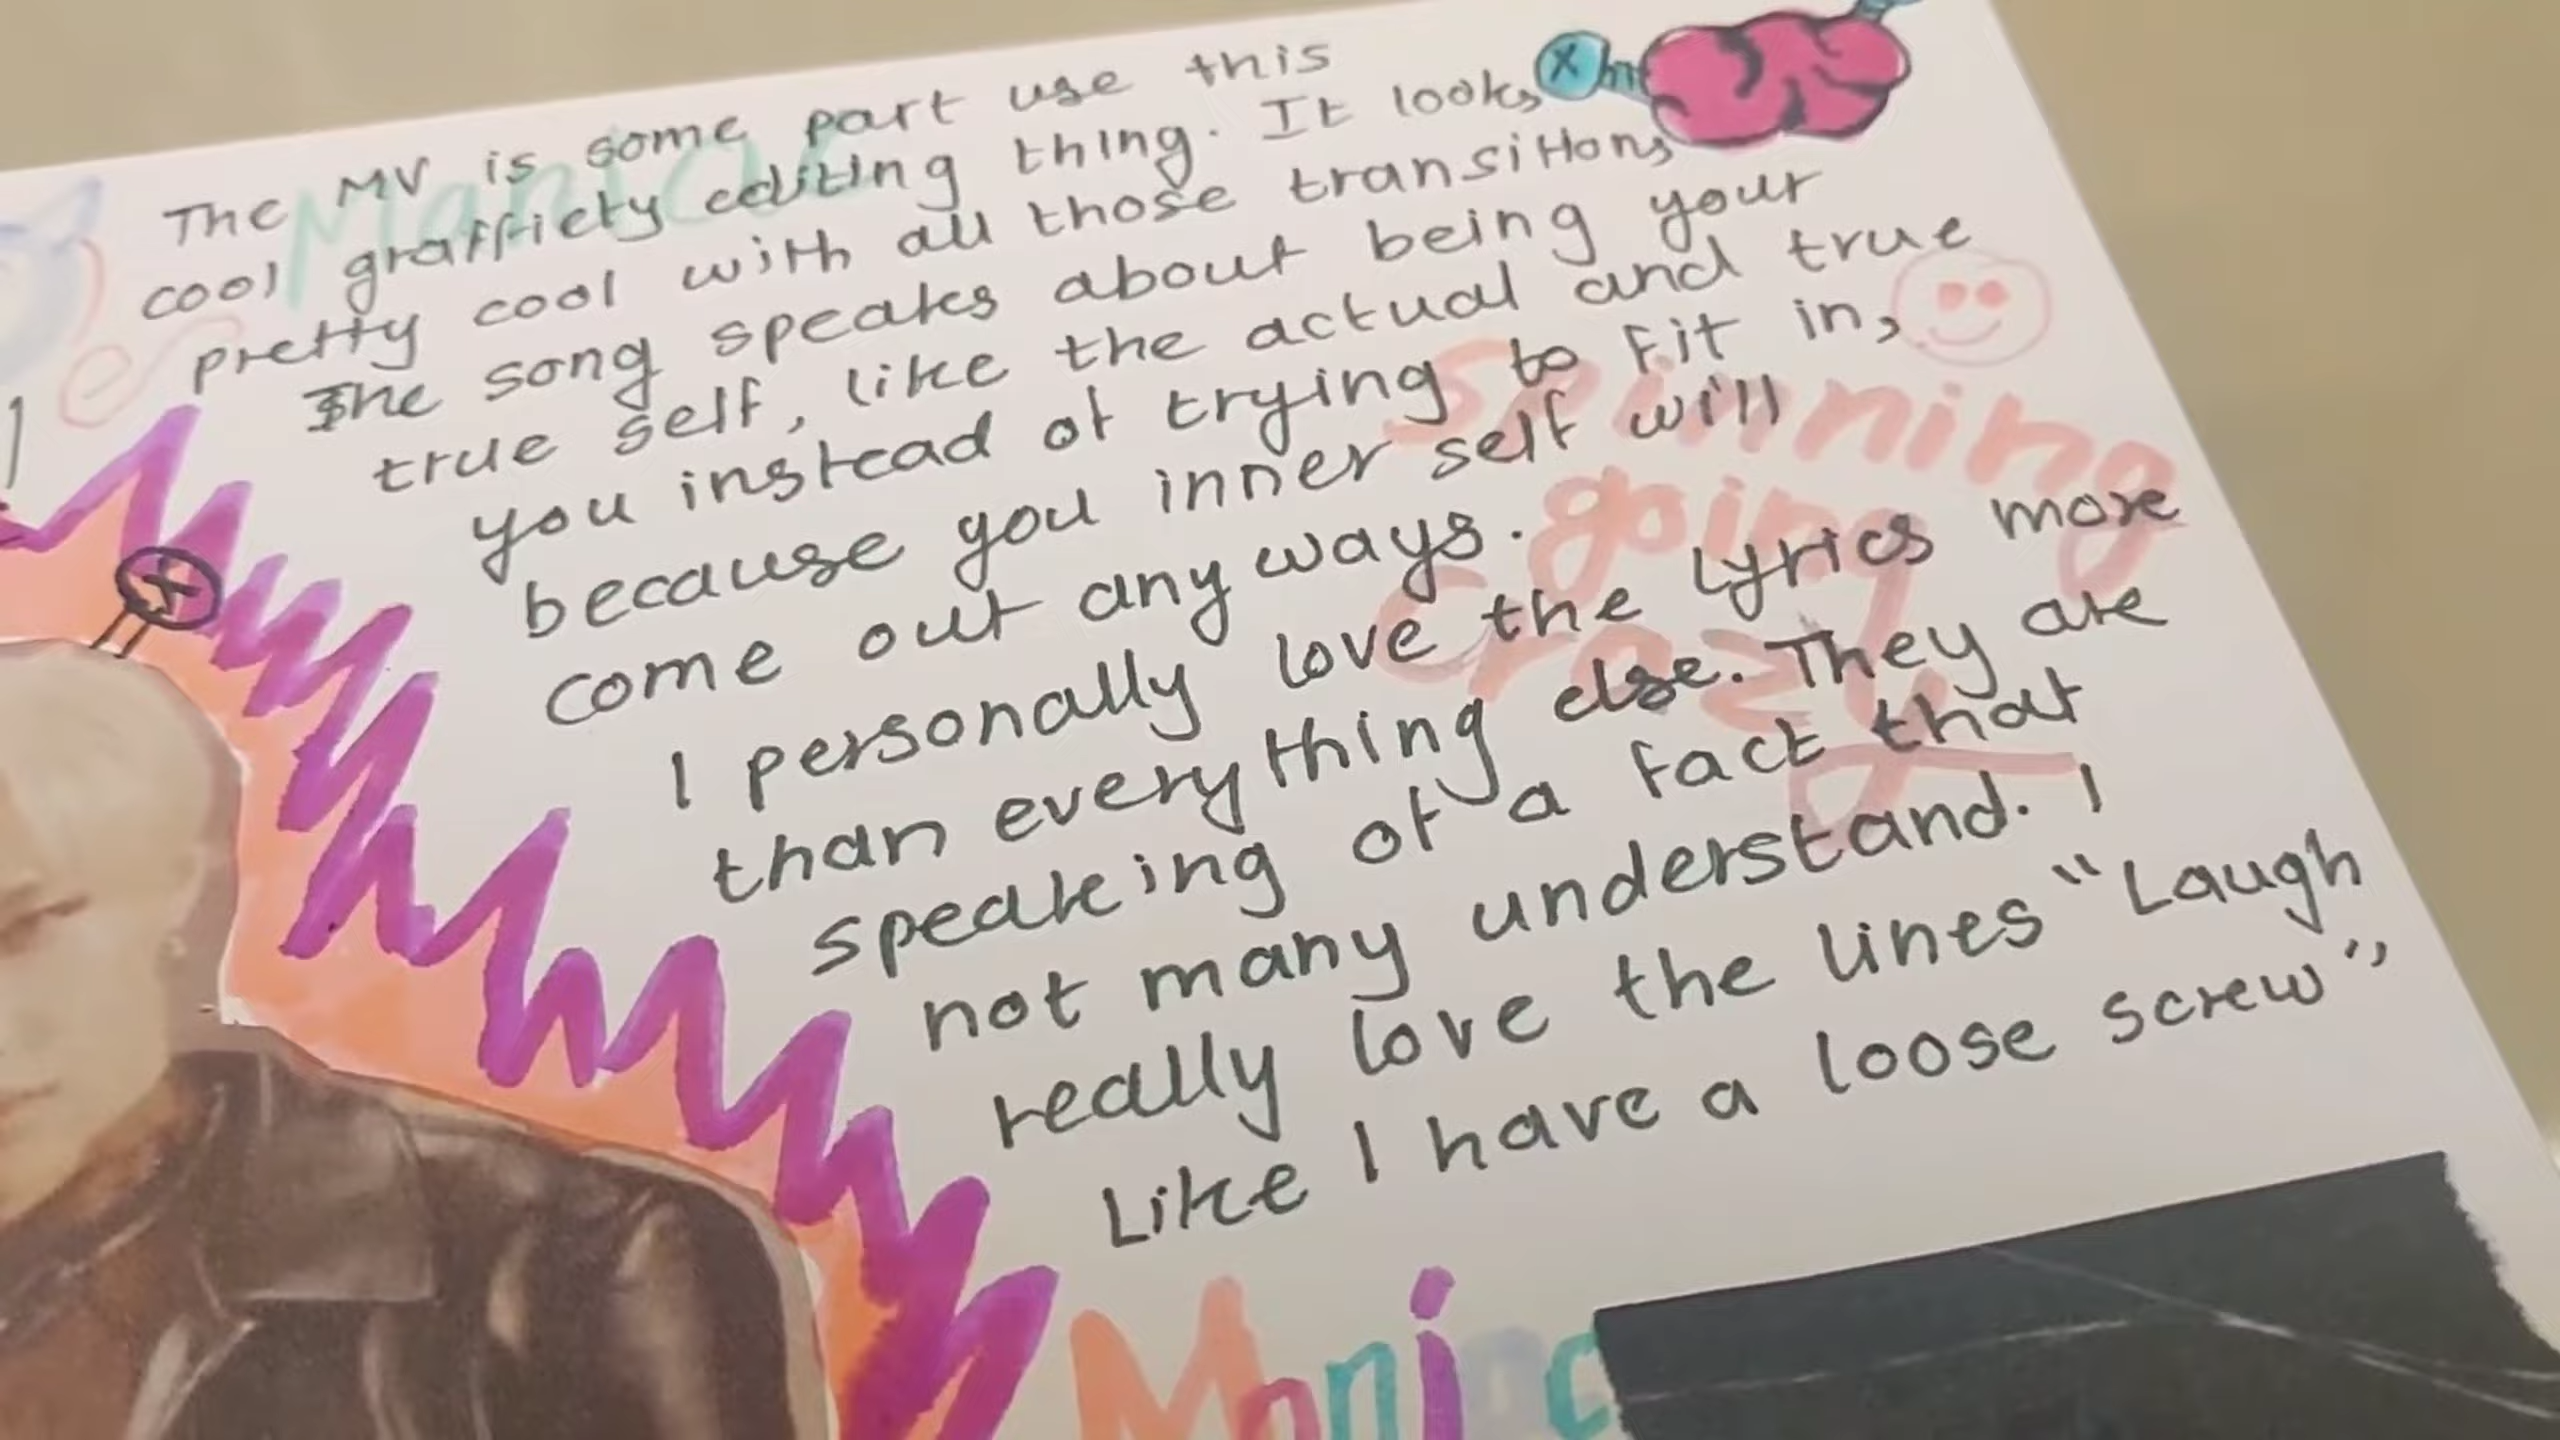 The MV is some part use this
cool graffiety editing thing. It looks
pretty cool with all those transitions
The song speaks about being your
true self, like the actual and true
you instead of trying to fit in,
because you inner self will
come out any ways.
I personally love the lyrics more
than everything else. They are
speaking of a fact that
not many understand. I
really love the lines "Laugh
Like I have a loose screw"
Maniac
Spinning
going
Crazy
Maniac